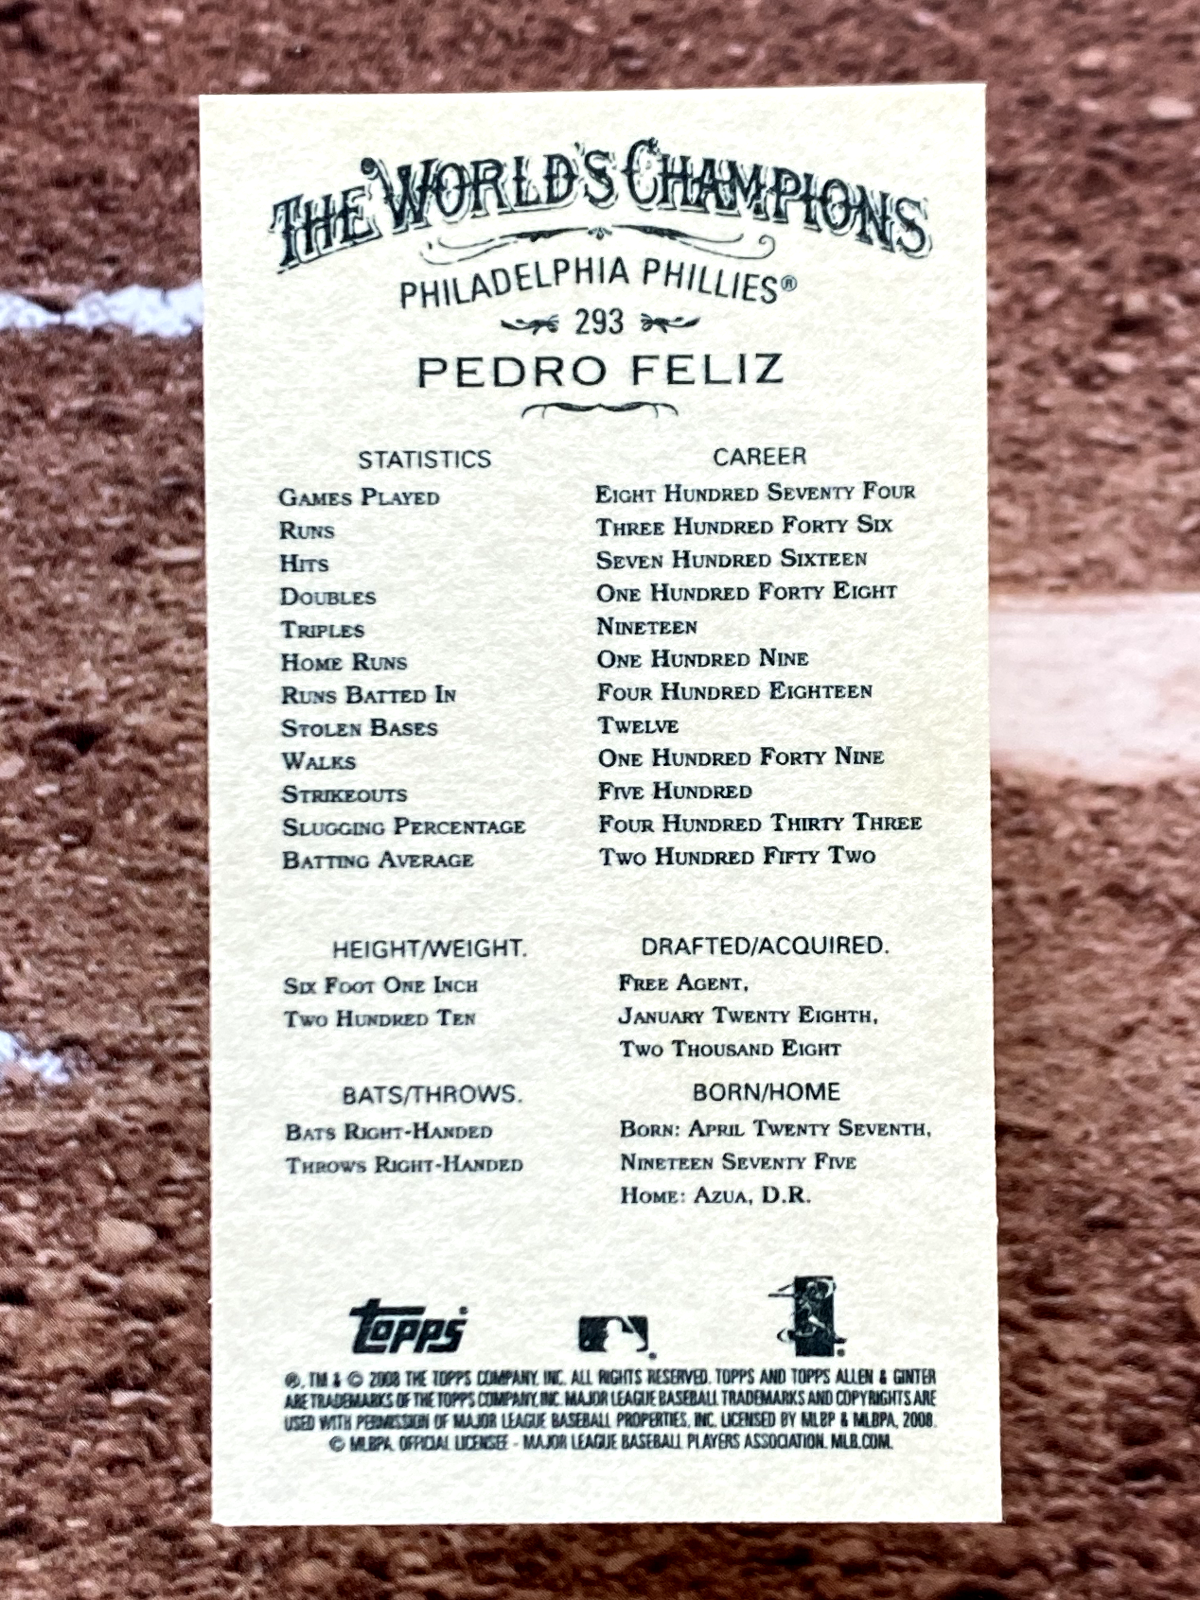 THE WORLD'S CHAMPIONS
PHILADELPHIA PHILLIES®
293
PEDRO FELIZ
STATISTICS CAREER
GAMES PLAYED EIGHT HUNDRED SEVENTY FOUR
RUNS THREE HUNDRED FORTY SIX
HITS SEVEN HUNDRED SIXTEEN
DOUBLES ONE HUNDRED FORTY EIGHT
TRIPLES NINETEEN
HOME RUNS ONE HUNDRED NINE
RUNS BATTED IN FOUR HUNDRED EIGHTEEN
STOLEN BASES TWELVE
WALKS ONE HUNDRED FORTY NINE
STRIKEOUTS FIVE HUNDRED
SLUGGING PERCENTAGE FOUR HUNDRED THIRTY THREE
BATTING AVERAGE TWO HUNDRED FIFTY TWO
HEIGHT/WEIGHT.
SIX FOOT ONE INCH
TWO HUNDRED TEN
DRAFTED/ACQUIRED.
FREE AGENT,
JANUARY TWENTY EIGHTH,
TWO THOUSAND EIGHT
BATS/THROWS.
BATS RIGHT-HANDED
THROWS RIGHT-HANDED
BORN/HOME
BORN: APRIL TWENTY SEVENTH,
NINETEEN SEVENTY FIVE
HOME: AZUA, D.R.
topps®
®, TM & © 2008 THE TOPPS COMPANY, INC. ALL RIGHTS RESERVED. TOPPS AND TOPPS ALLEN & GINTER
ARE TRADEMARKS OF THE TOPPS COMPANY, INC. MAJOR LEAGUE BASEBALL TRADEMARKS AND COPYRIGHTS ARE
USED WITH PERMISSION OF MAJOR LEAGUE BASEBALL PROPERTIES, INC. LICENSED BY MLBP & MLBPA, 2008.
© MLBPA, OFFICIAL LICENSEE - MAJOR LEAGUE BASEBALL PLAYERS ASSOCIATION. MLB.COM.